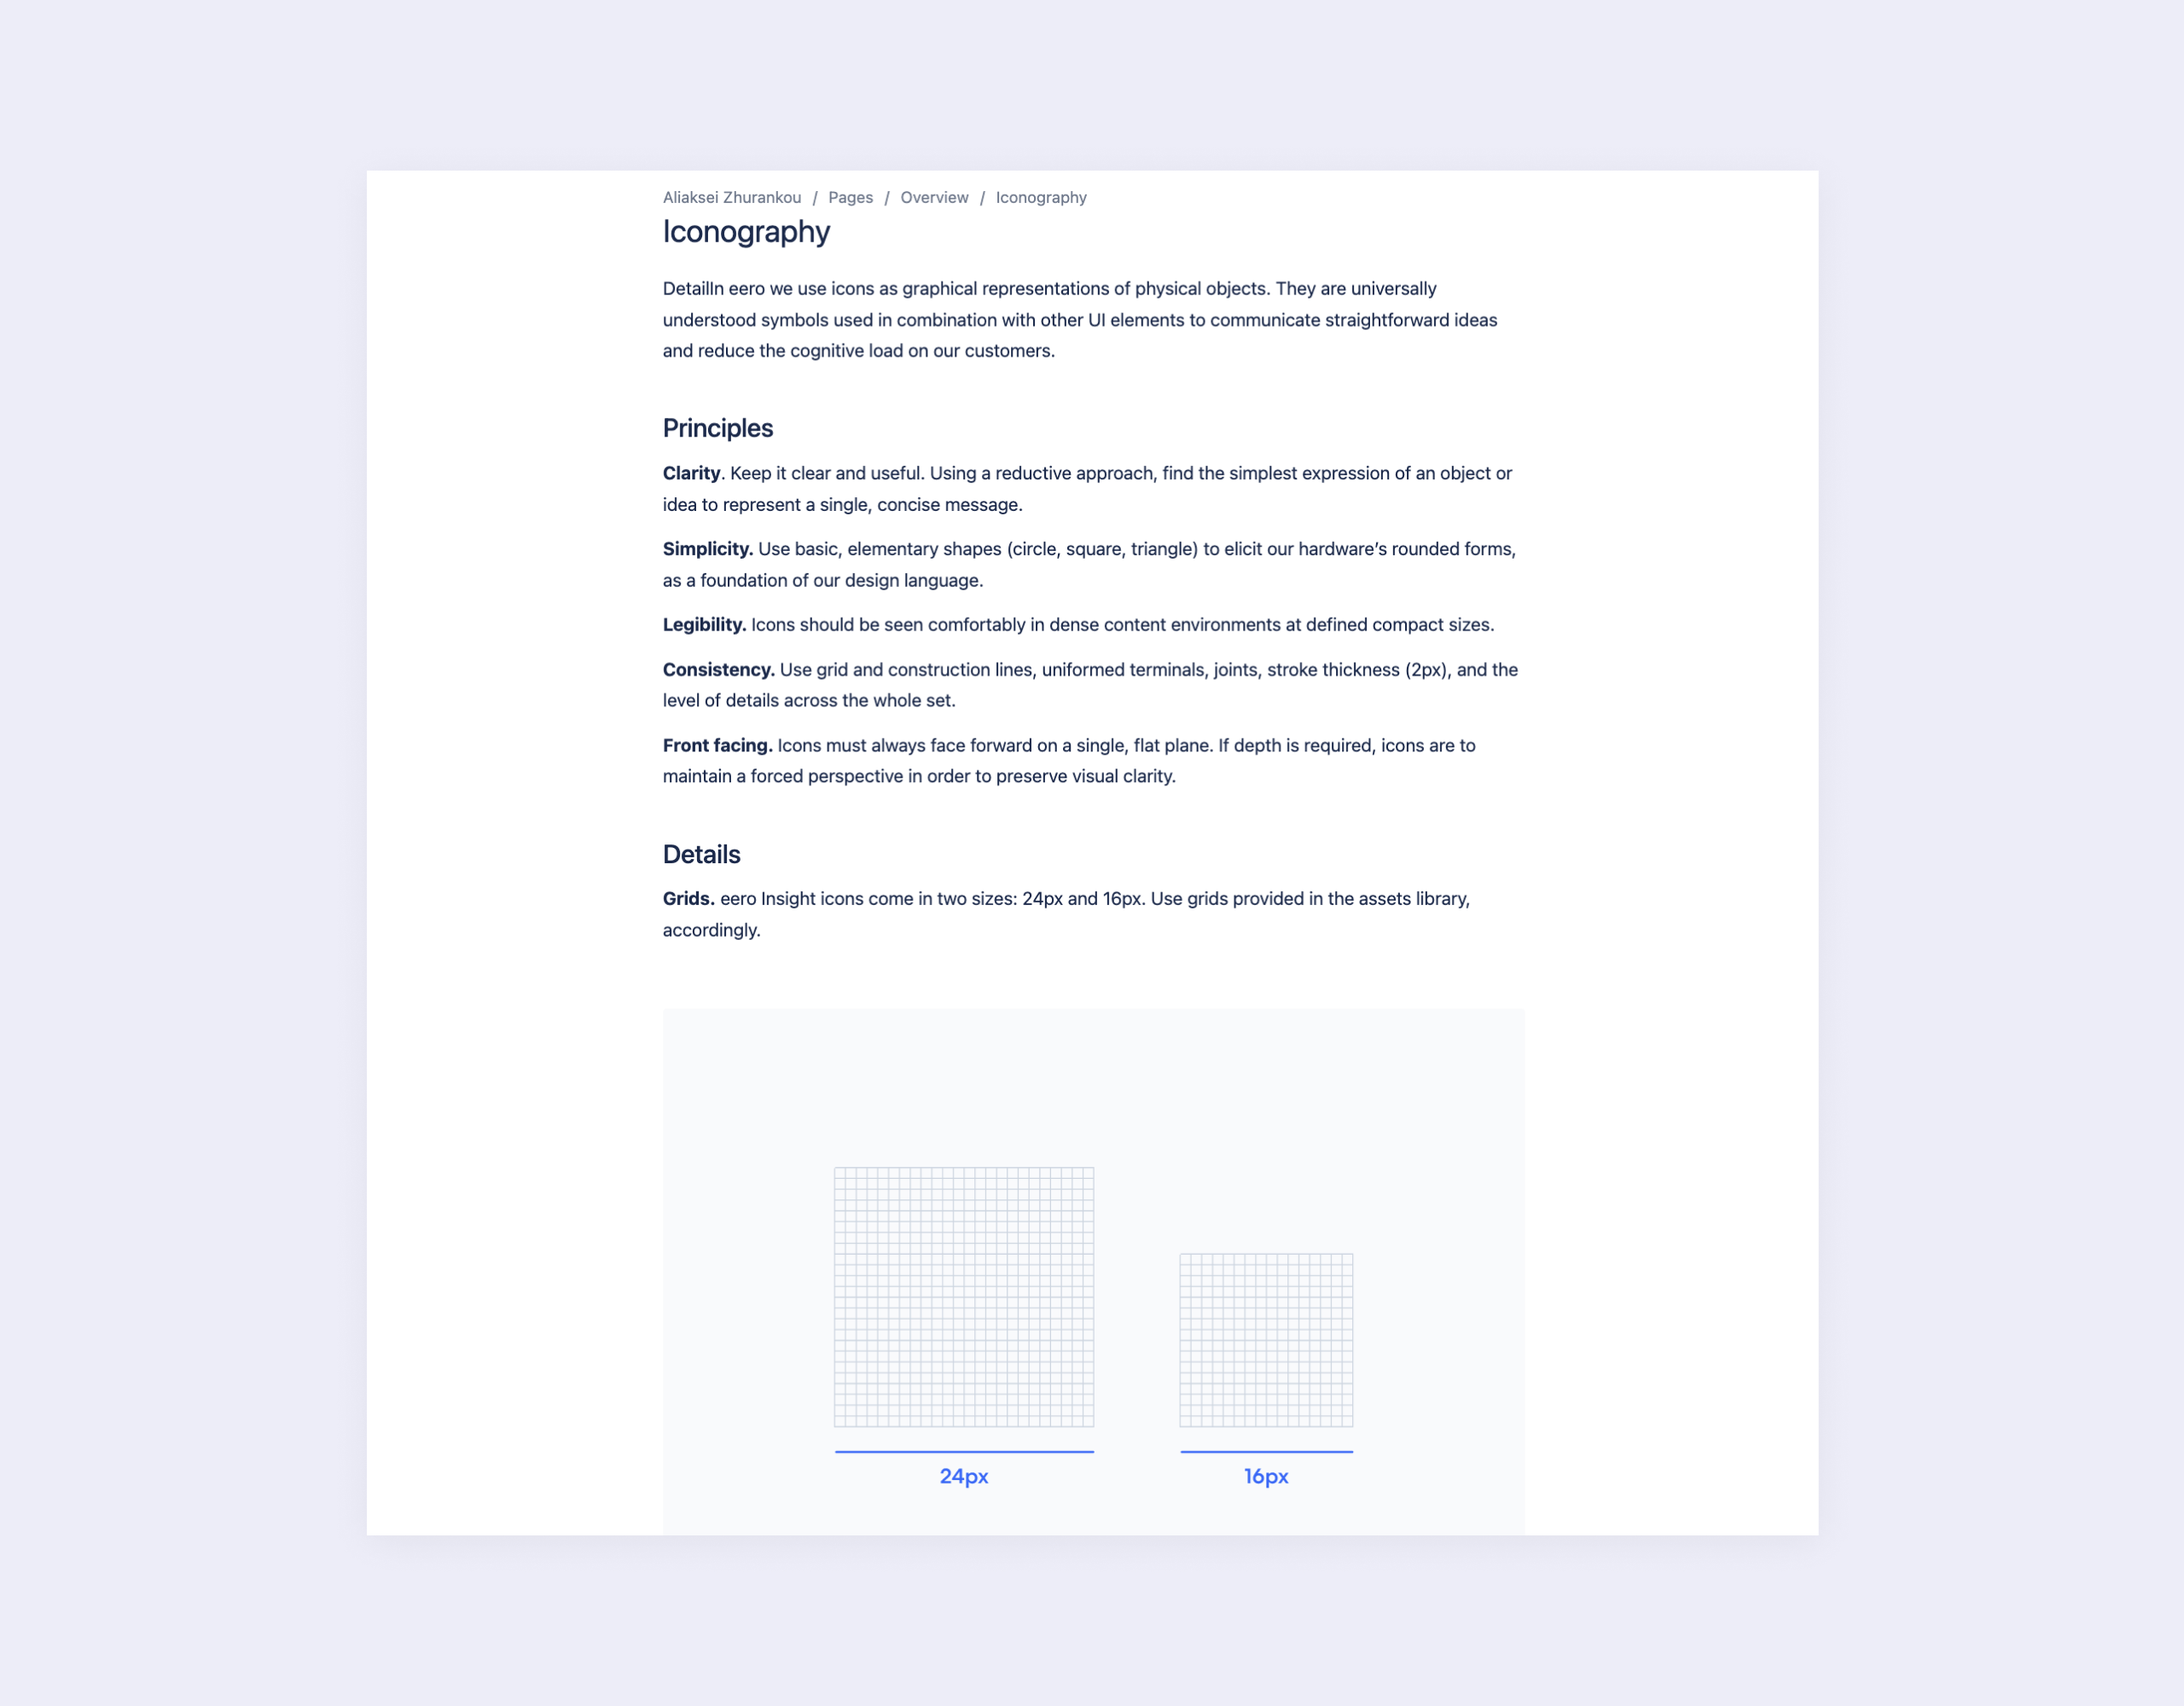 Aliaksei Zhurankou / Pages / Overview / Iconography
Iconography
DetailIn eero we use icons as graphical representations of physical objects. They are universally
understood symbols used in combination with other UI elements to communicate straightforward ideas
and reduce the cognitive load on our customers.
Principles
Clarity. Keep it clear and useful. Using a reductive approach, find the simplest expression of an object or
idea to represent a single, concise message.
Simplicity. Use basic, elementary shapes (circle, square, triangle) to elicit our hardware’s rounded forms,
as a foundation of our design language.
Legibility. Icons should be seen comfortably in dense content environments at defined compact sizes.
Consistency. Use grid and construction lines, uniformed terminals, joints, stroke thickness (2px), and the
level of details across the whole set.
Front facing. Icons must always face forward on a single, flat plane. If depth is required, icons are to
maintain a forced perspective in order to preserve visual clarity.
Details
Grids. eero Insight icons come in two sizes: 24px and 16px. Use grids provided in the assets library,
accordingly.
24px
16px